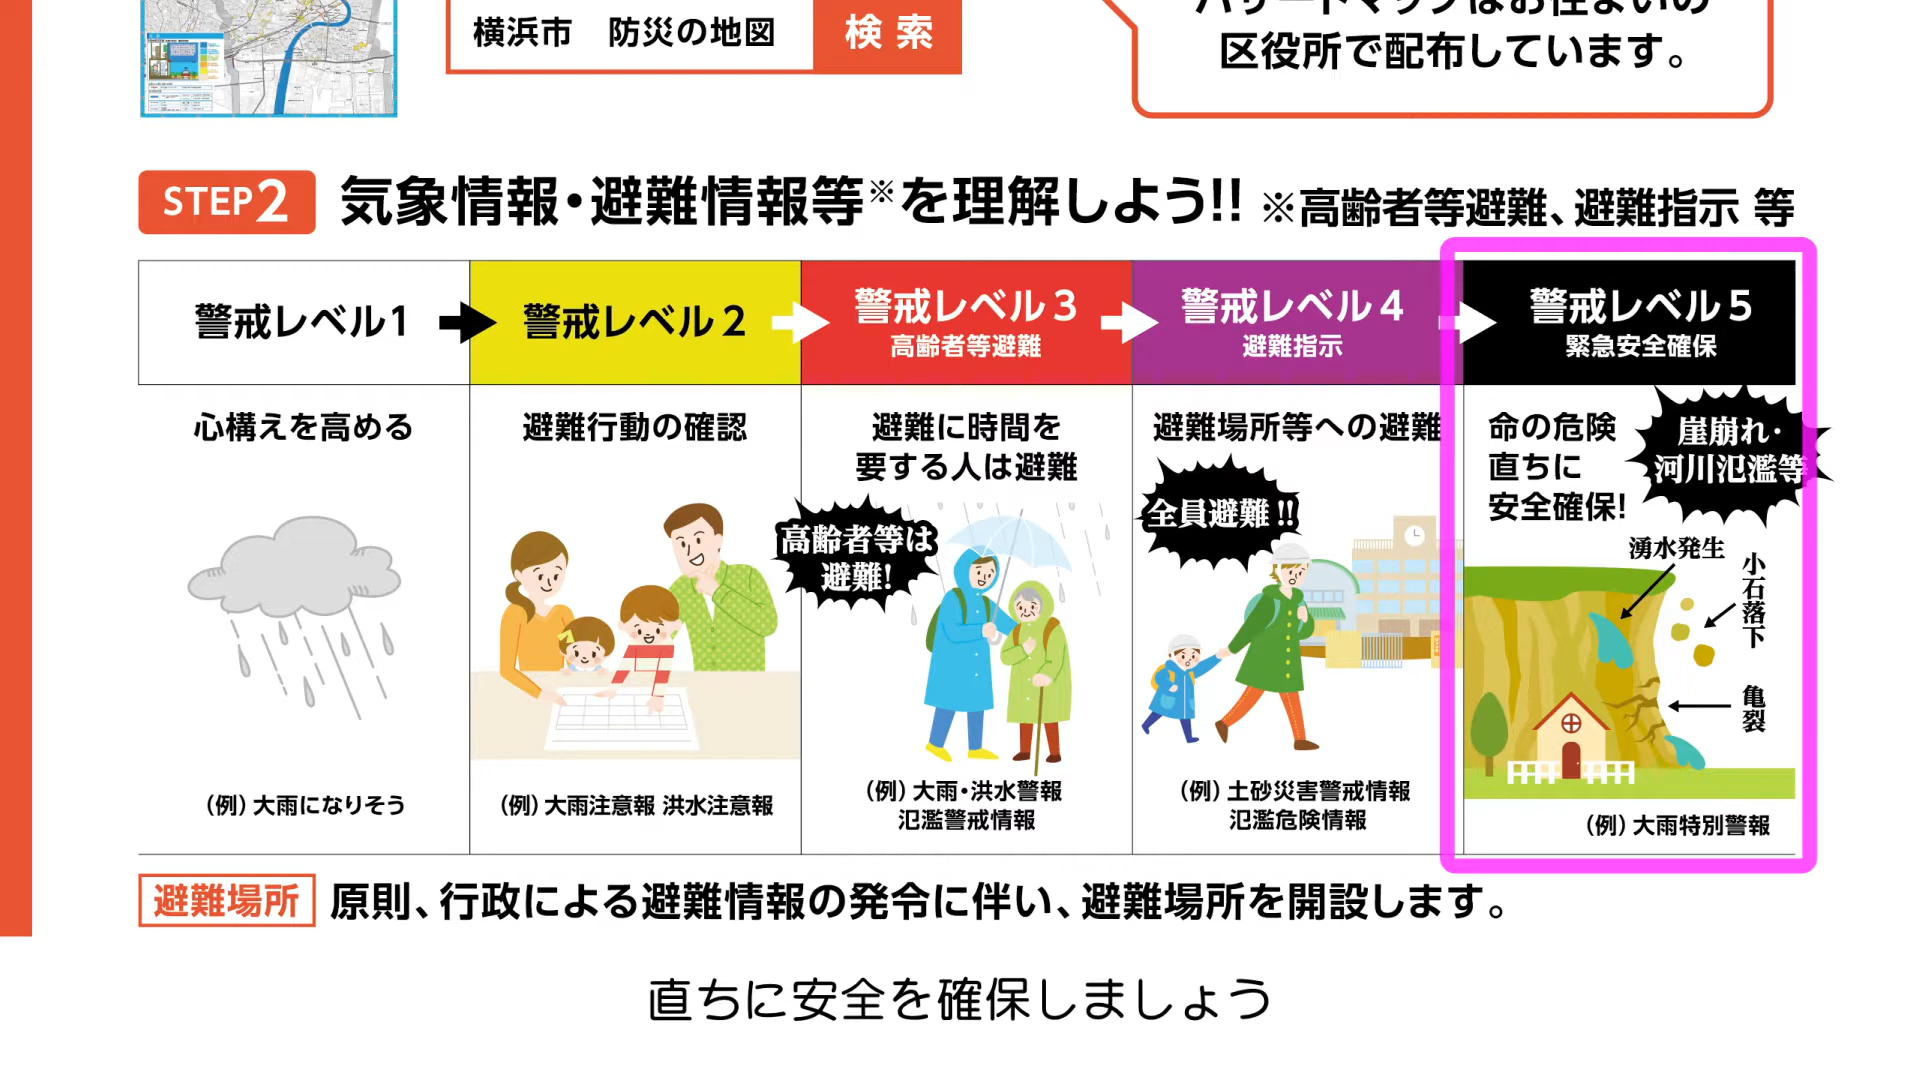 横浜市　防災の地図
検索
ハザードマップはお住まいの
区役所で配布しています。
STEP2 気象情報・避難情報等※を理解しよう!! ※高齢者等避難、避難指示 等
警戒レベル1
心構えを高める
(例) 大雨になりそう
警戒レベル2
避難行動の確認
(例) 大雨注意報 洪水注意報
警戒レベル3
高齢者等避難
避難に時間を
要する人は避難
高齢者等は
避難!
(例) 大雨・洪水警報
氾濫警戒情報
警戒レベル4
避難指示
避難場所等への避難
全員避難!!
(例) 土砂災害警戒情報
氾濫危険情報
警戒レベル5
緊急安全確保
命の危険
直ちに
安全確保!
崖崩れ・
河川氾濫等
湧水発生
小石落下
亀裂
(例) 大雨特別警報
避難場所 原則、行政による避難情報の発令に伴い、避難場所を開設します。
直ちに安全を確保しましょう